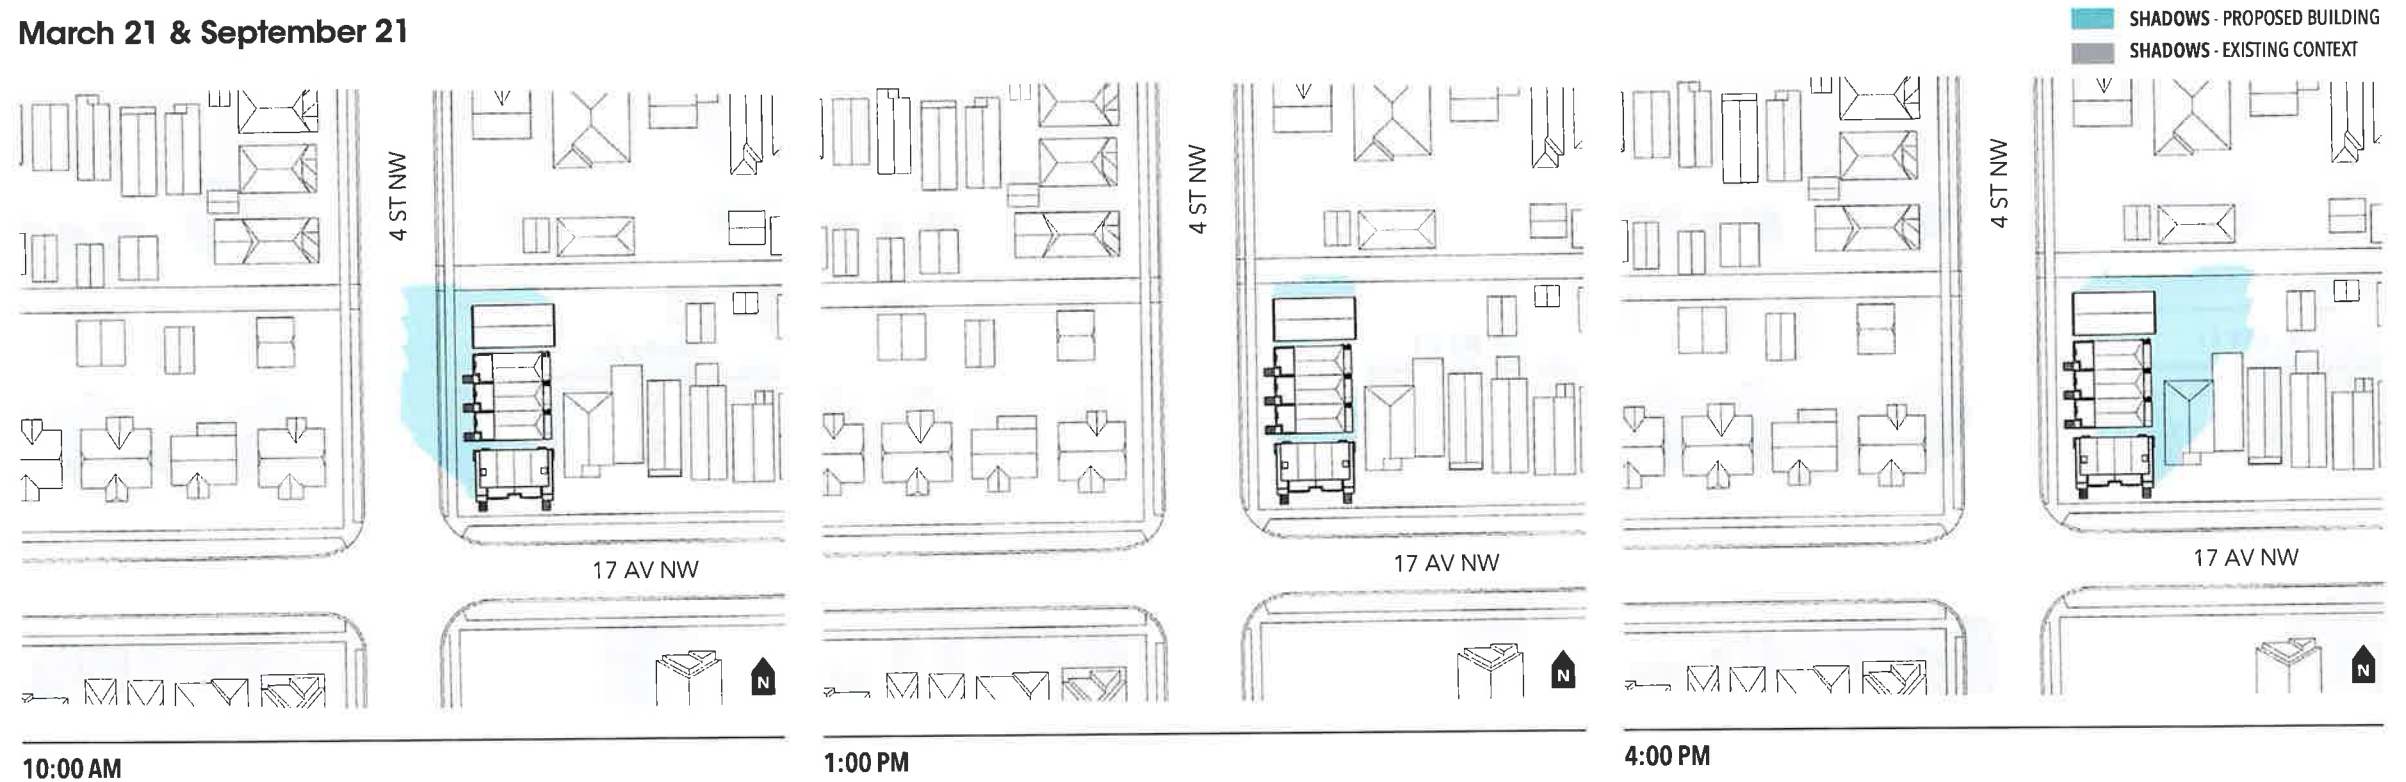 March 21 & September 21
SHADOWS - PROPOSED BUILDING
SHADOWS - EXISTING CONTEXT
4 ST NW
4 ST NW
4 ST NW
17 AV NW
17 AV NW
17 AV NW
N
N
N
10:00 AM
1:00 PM
4:00 PM